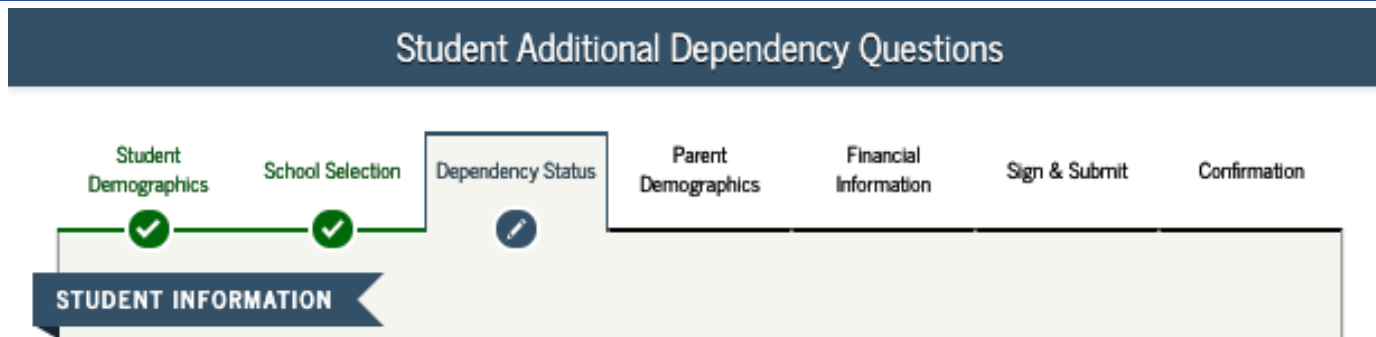 Student Additional Dependency Questions
Student
Demographics
School Selection
Dependency Status
Parent
Demographics
Financial
Information
Sign & Submit
Confirmation
STUDENT INFORMATION